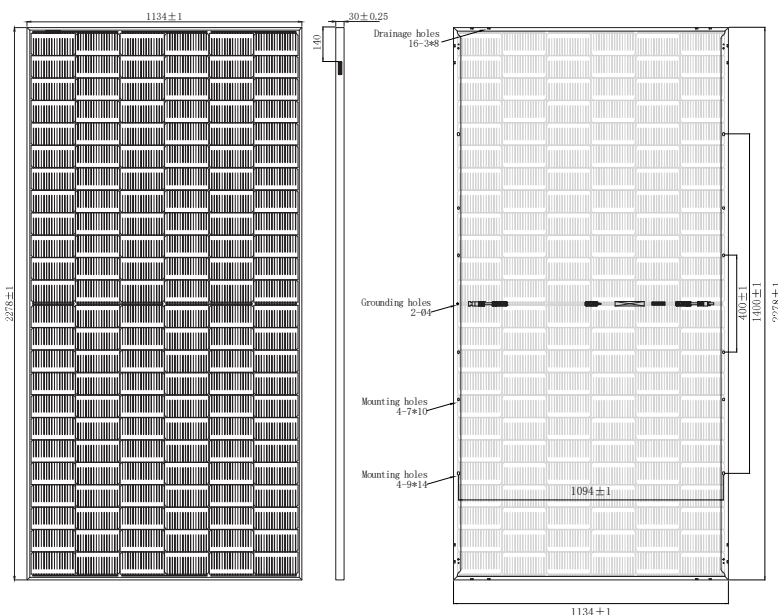 1134±1
30±0.25
140
2278±1
Drainage holes
16-3*8
Grounding holes
2-Ø4
Mounting holes
4-7*10
Mounting holes
4-9*14
400±1
1400±1
2278±1
1094±1
1134±1